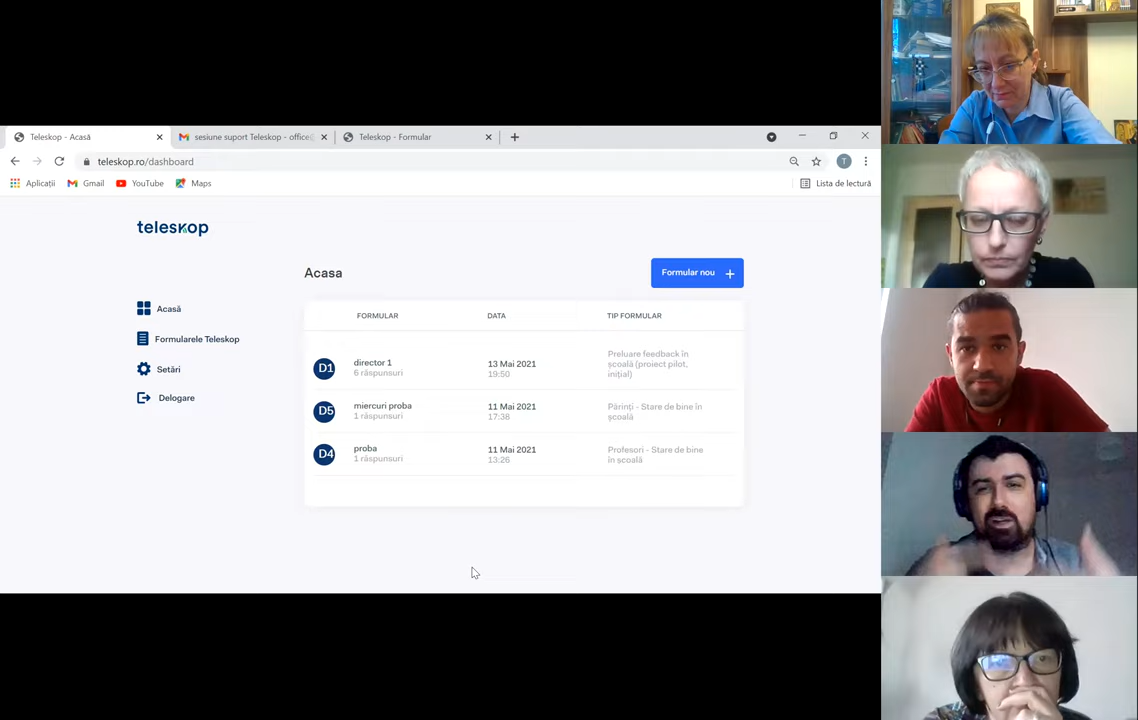 Teleskop - Acasă
sesiune suport Teleskop - office@
Teleskop - Formular
teleskop.ro/dashboard
T
Aplicații
Gmail
YouTube
Maps
Lista de lectură
teleskop
Acasa
Formular nou +
Acasă
Formularele Teleskop
Setări
Delogare
FORMULAR DATA TIP FORMULAR
D1
director 1
6 răspunsuri
13 Mai 2021
19:50
Preluare feedback în
școală (proiect pilot,
inițial)
D5
miercuri proba
1 răspunsuri
11 Mai 2021
17:38
Părinți - Stare de bine în
școală
D4
proba
1 răspunsuri
11 Mai 2021
13:26
Profesori - Stare de bine
în școală